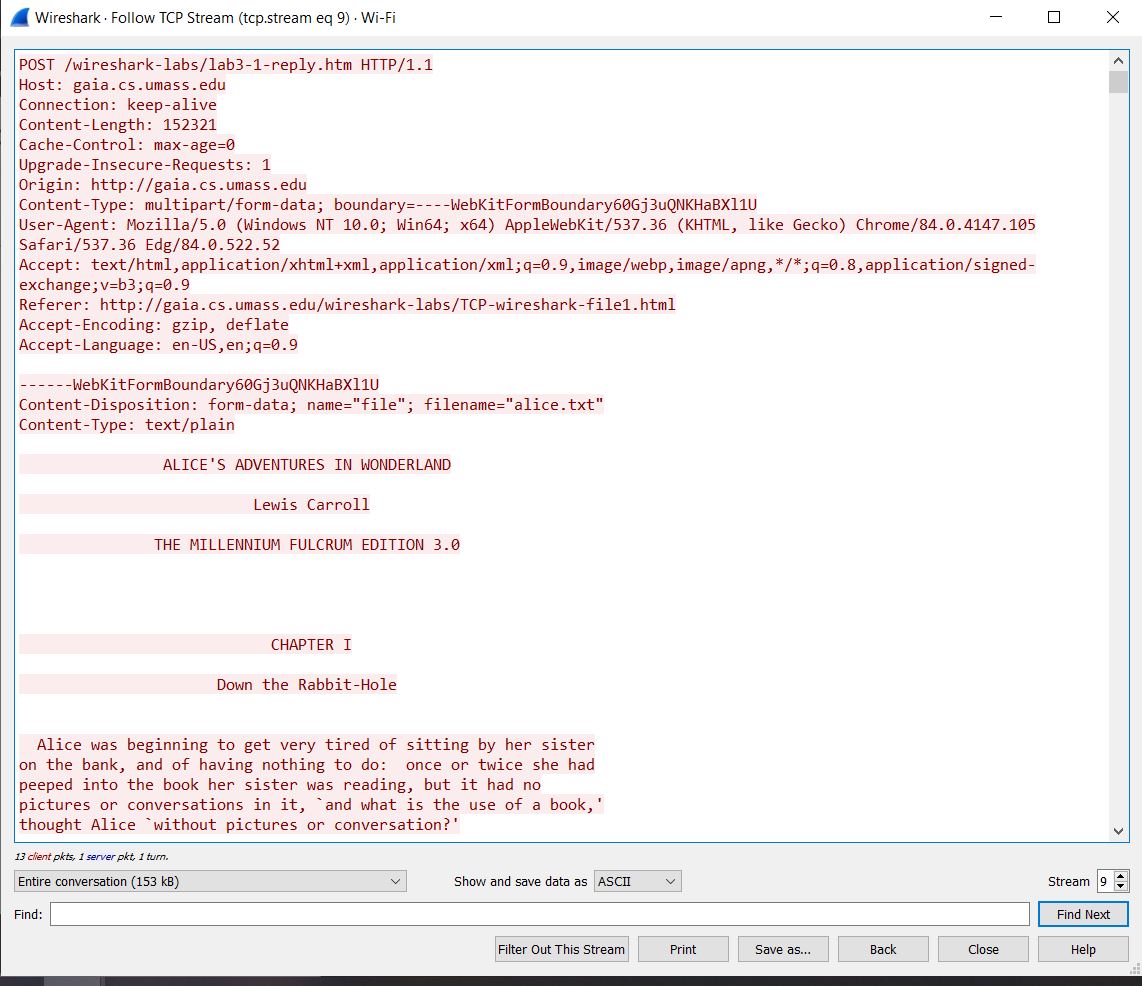 Wireshark · Follow TCP Stream (tcp.stream eq 9) · Wi-Fi
POST /wireshark-labs/lab3-1-reply.htm HTTP/1.1
Host: gaia.cs.umass.edu
Connection: keep-alive
Content-Length: 152321
Cache-Control: max-age=0
Upgrade-Insecure-Requests: 1
Origin: http://gaia.cs.umass.edu
Content-Type: multipart/form-data; boundary=----WebKitFormBoundary60Gj3uQNKHaBXl1U
User-Agent: Mozilla/5.0 (Windows NT 10.0; Win64; x64) AppleWebKit/537.36 (KHTML, like Gecko) Chrome/84.0.4147.105
Safari/537.36 Edg/84.0.522.52
Accept: text/html,application/xhtml+xml,application/xml;q=0.9,image/webp,image/apng,*/*;q=0.8,application/signed-
exchange;v=b3;q=0.9
Referer: http://gaia.cs.umass.edu/wireshark-labs/TCP-wireshark-file1.html
Accept-Encoding: gzip, deflate
Accept-Language: en-US,en;q=0.9
------WebKitFormBoundary60Gj3uQNKHaBXl1U
Content-Disposition: form-data; name="file"; filename="alice.txt"
Content-Type: text/plain
ALICE'S ADVENTURES IN WONDERLAND
Lewis Carroll
THE MILLENNIUM FULCRUM EDITION 3.0
CHAPTER I
Down the Rabbit-Hole
Alice was beginning to get very tired of sitting by her sister
on the bank, and of having nothing to do:  once or twice she had
peeped into the book her sister was reading, but it had no
pictures or conversations in it, `and what is the use of a book,'
thought Alice `without pictures or conversation?'
13 client pkts, 1 server pkt, 1 turn.
Entire conversation (153 kB)
Show and save data as ASCII
Stream 9
Find:
Find Next
Filter Out This Stream
Print
Save as...
Back
Close
Help